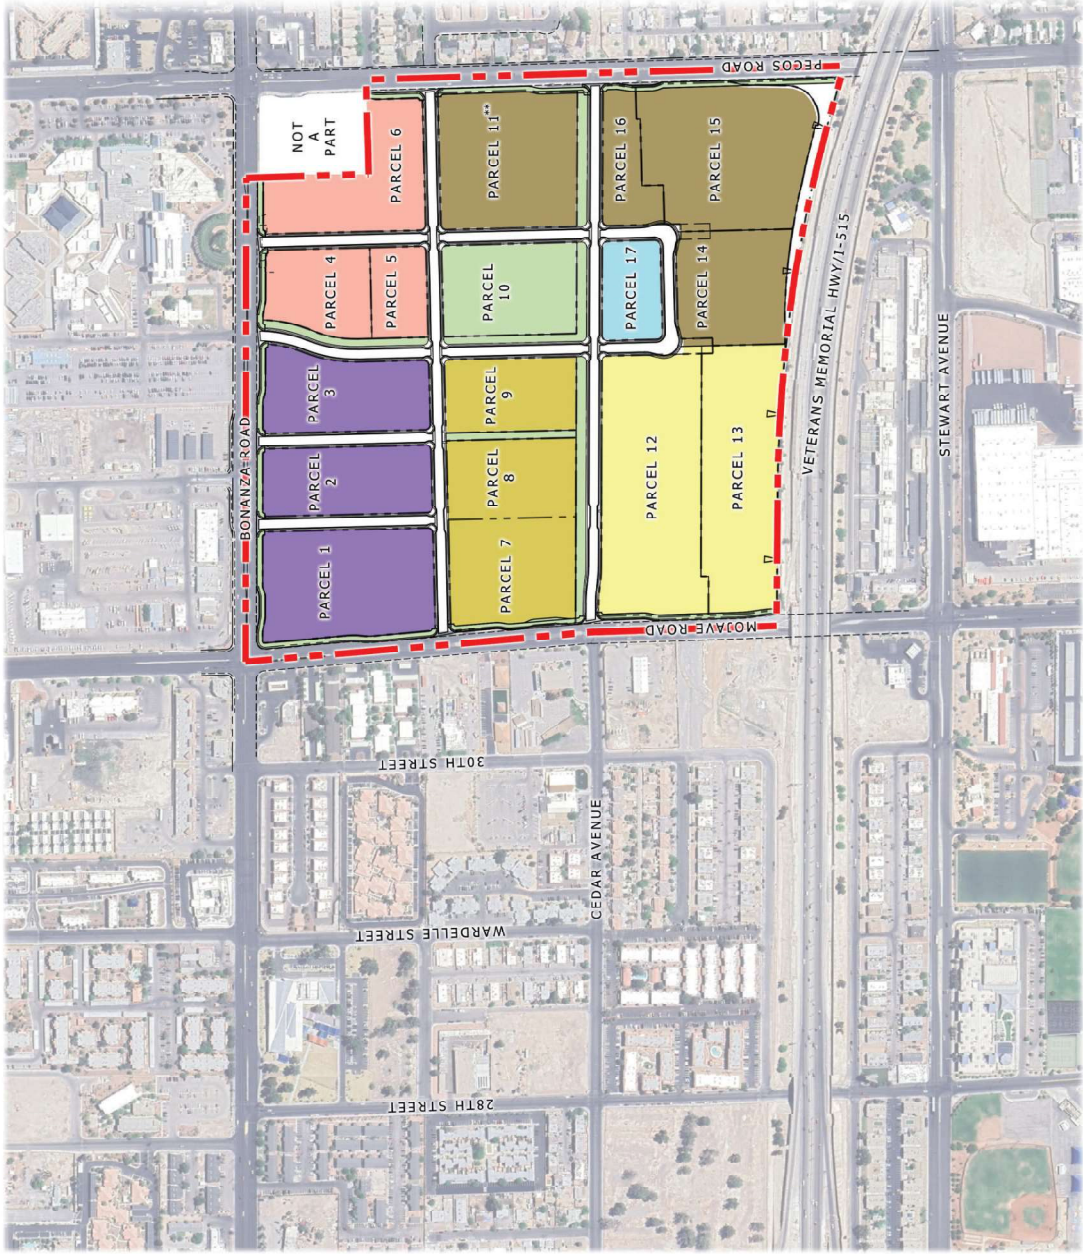 BONANZA ROAD
NOT
A
PART
PARCEL 1
PARCEL
2
PARCEL
3
PARCEL 4
PARCEL 5
PARCEL 6
PARCEL 7
PARCEL
8
PARCEL
9
PARCEL
10
PARCEL 11**
PARCEL 12
PARCEL 13
PARCEL 14
PARCEL 15
PARCEL 16
PARCEL 17
28TH STREET
WARDELLE STREET
30TH STREET
MOJAVE ROAD
PECOS ROAD
CEDAR AVENUE
VETERANS MEMORIAL HWY/I-515
STEWART AVENUE